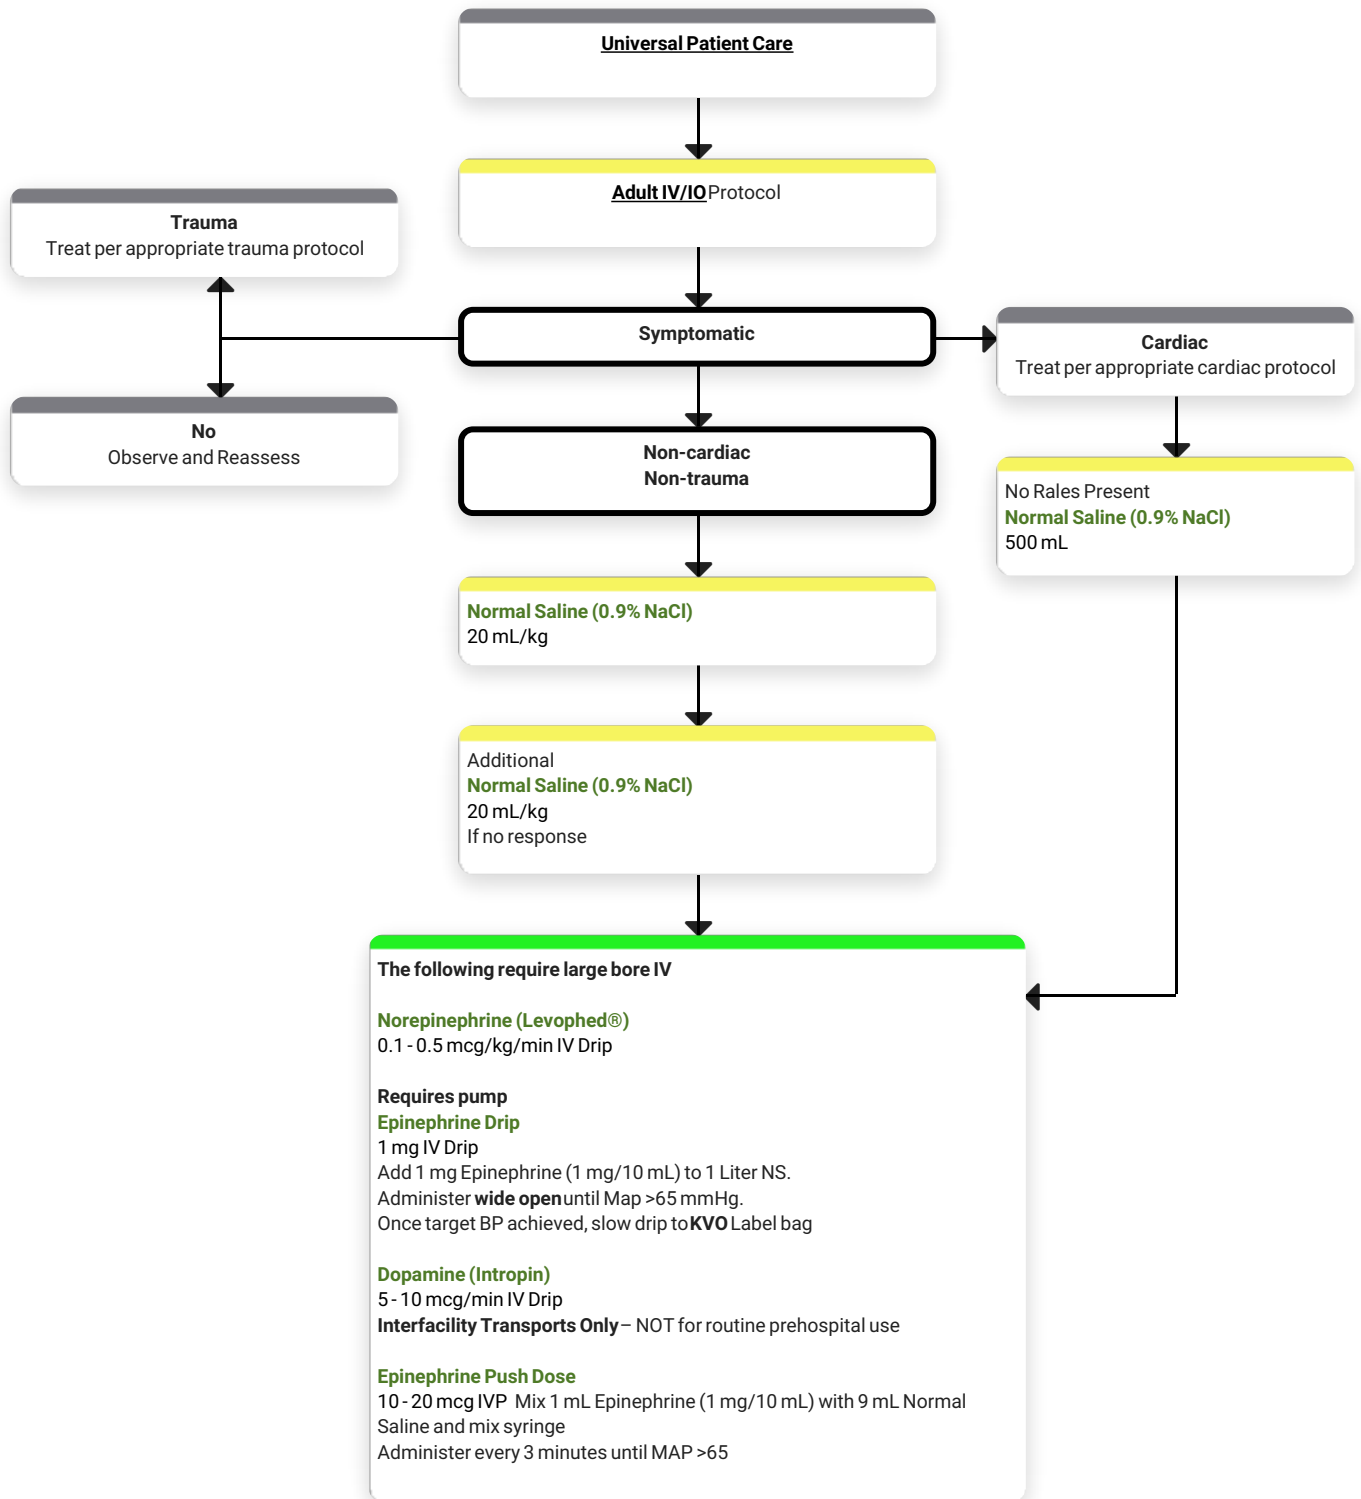 Universal Patient Care
Adult IV/IO Protocol
Trauma
Treat per appropriate trauma protocol
Symptomatic
Cardiac
Treat per appropriate cardiac protocol
No
Observe and Reassess
Non-cardiac
Non-trauma
No Rales Present
Normal Saline (0.9% NaCl)
500 mL
Normal Saline (0.9% NaCl)
20 mL/kg
Additional
Normal Saline (0.9% NaCl)
20 mL/kg
If no response
The following require large bore IV
Norepinephrine (Levophed®)
0.1 - 0.5 mcg/kg/min IV Drip
Requires pump
Epinephrine Drip
1 mg IV Drip
Add 1 mg Epinephrine (1 mg/10 mL) to 1 Liter NS.
Administer wide open until Map >65 mmHg.
Once target BP achieved, slow drip to KVO Label bag
Dopamine (Intropin)
5 - 10 mcg/min IV Drip
Interfacility Transports Only – NOT for routine prehospital use
Epinephrine Push Dose
10 - 20 mcg IVP Mix 1 mL Epinephrine (1 mg/10 mL) with 9 mL Normal
Saline and mix syringe
Administer every 3 minutes until MAP >65